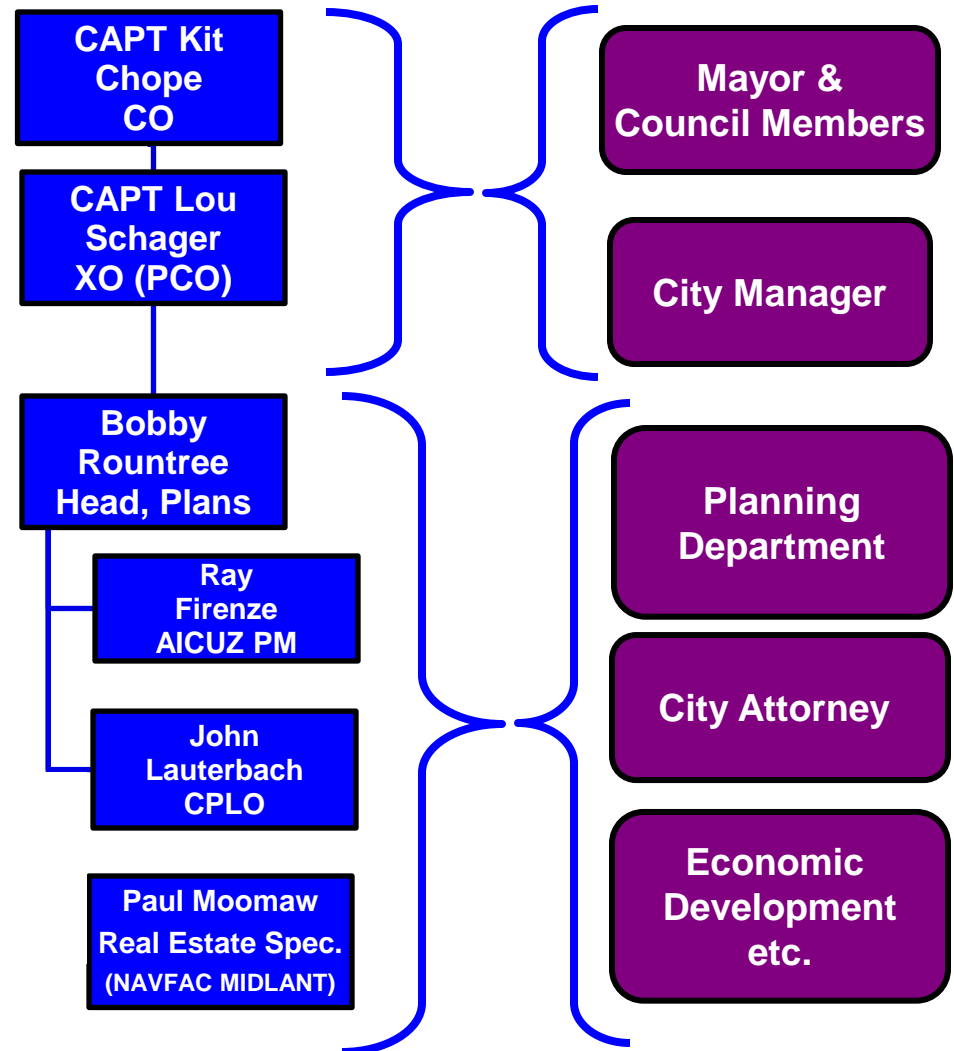 CAPT Kit
Chope
CO
CAPT Lou
Schager
XO (PCO)
Bobby
Rountree
Head, Plans
Ray
Firenze
AICUZ PM
John
Lauterbach
CPLO
Paul Moomaw
Real Estate Spec.
(NAVFAC MIDLANT)
Mayor &
Council Members
City Manager
Planning
Department
City Attorney
Economic
Development
etc.